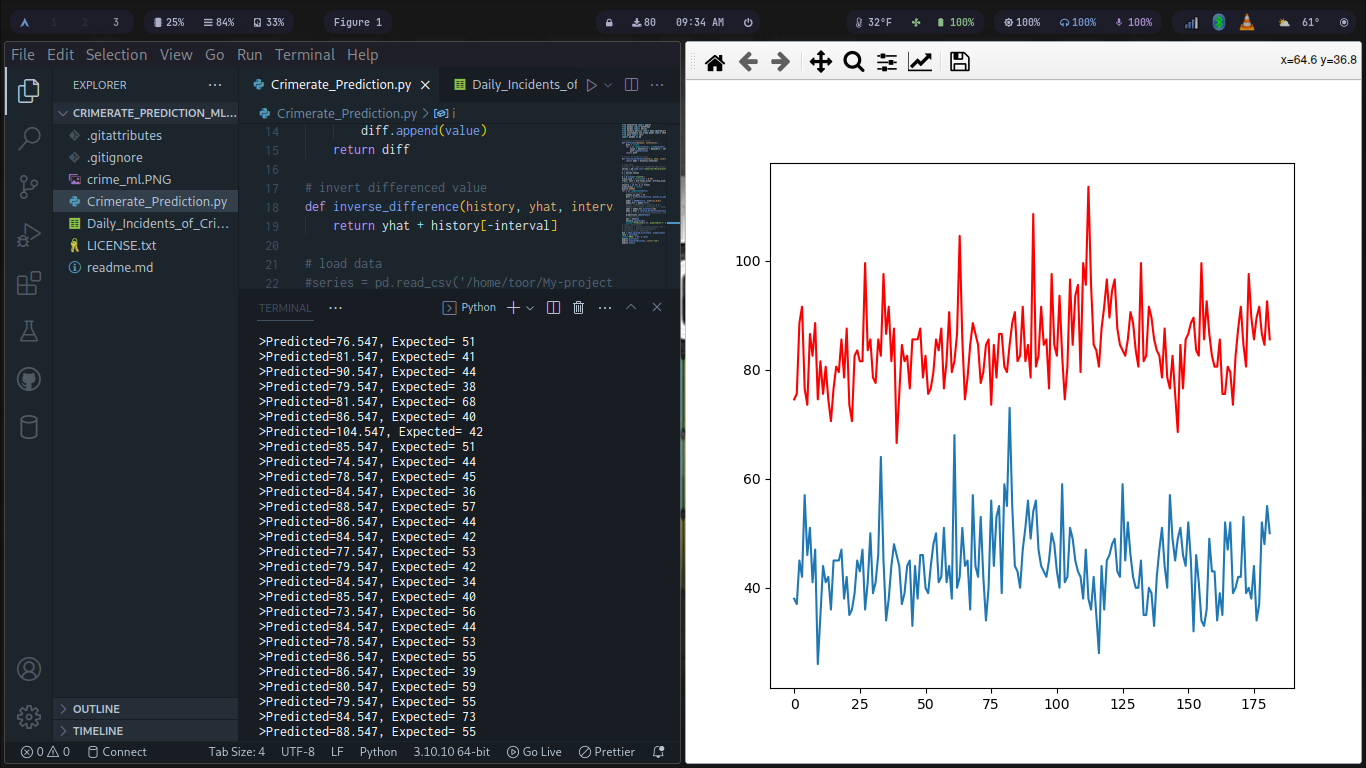 1 2 3 25% 84% 33% Figure 1 80 09:34 AM 32°F 100% 100% 100% 100% 61°
File Edit Selection View Go Run Terminal Help
EXPLORER
CRIMERATE_PREDICTION_ML...
.gitattributes
.gitignore
crime_ml.PNG
Crimerate_Prediction.py
Daily_Incidents_of_Cri...
LICENSE.txt
readme.md
OUTLINE
TIMELINE
Crimerate_Prediction.py Daily_Incidents_of
Crimerate_Prediction.py > i
14 diff.append(value)
15 return diff
16
17 # invert differenced value
18 def inverse_difference(history, yhat, interv
19 return yhat + history[-interval]
20
21 # load data
22 #series = pd.read_csv('/home/toor/My-project
TERMINAL Python
>Predicted=76.547, Expected= 51
>Predicted=81.547, Expected= 41
>Predicted=90.547, Expected= 44
>Predicted=79.547, Expected= 38
>Predicted=81.547, Expected= 68
>Predicted=86.547, Expected= 40
>Predicted=104.547, Expected= 42
>Predicted=85.547, Expected= 51
>Predicted=74.547, Expected= 44
>Predicted=78.547, Expected= 45
>Predicted=84.547, Expected= 36
>Predicted=88.547, Expected= 57
>Predicted=86.547, Expected= 44
>Predicted=84.547, Expected= 42
>Predicted=77.547, Expected= 53
>Predicted=79.547, Expected= 42
>Predicted=84.547, Expected= 34
>Predicted=85.547, Expected= 40
>Predicted=73.547, Expected= 56
>Predicted=84.547, Expected= 44
>Predicted=78.547, Expected= 53
>Predicted=86.547, Expected= 55
>Predicted=86.547, Expected= 39
>Predicted=80.547, Expected= 59
>Predicted=79.547, Expected= 55
>Predicted=84.547, Expected= 73
>Predicted=88.547, Expected= 55
0 0 Connect Tab Size: 4 UTF-8 LF Python 3.10.10 64-bit Go Live Prettier
x=64.6 y=36.8
100
80
60
40
0 25 50 75 100 125 150 175